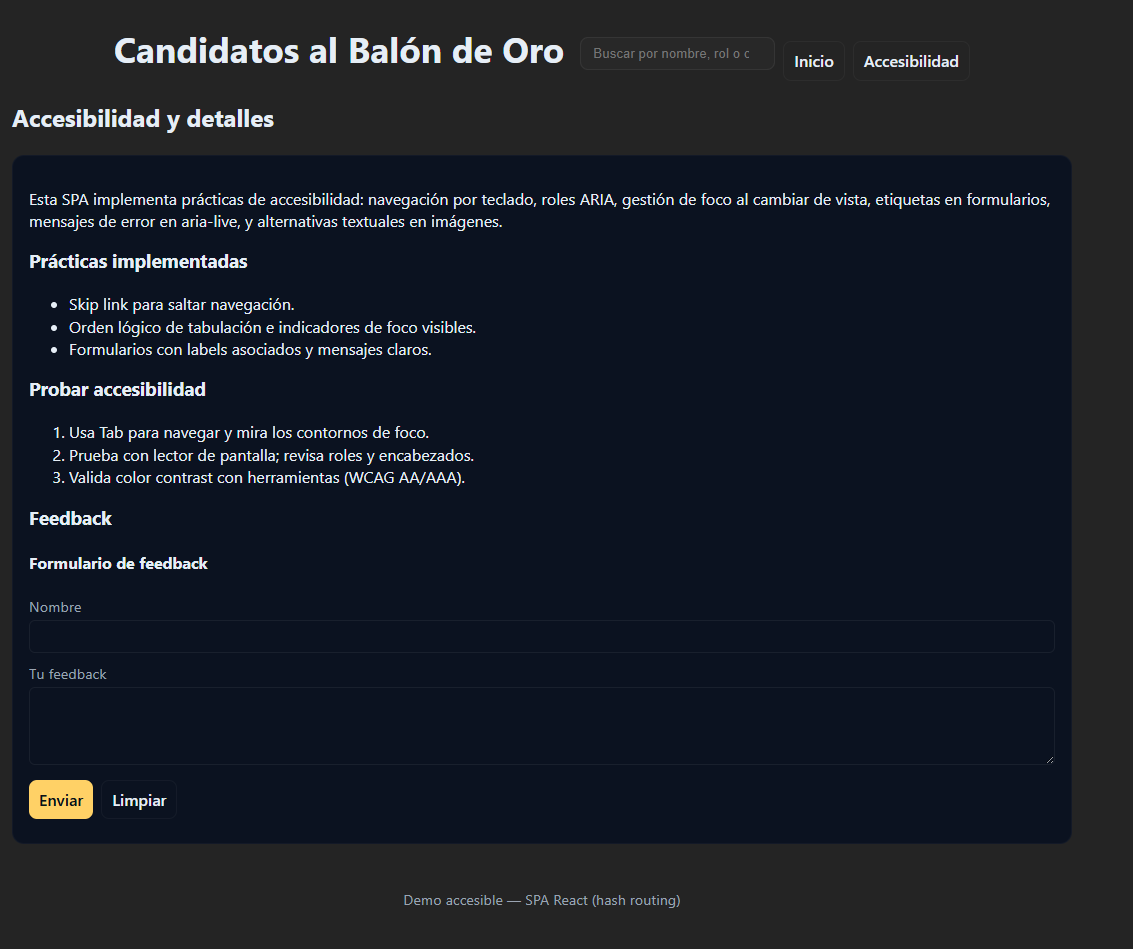 Candidatos al Balón de Oro
Buscar por nombre, rol o c
Inicio
Accesibilidad
Accesibilidad y detalles
Esta SPA implementa prácticas de accesibilidad: navegación por teclado, roles ARIA, gestión de foco al cambiar de vista, etiquetas en formularios,
mensajes de error en aria-live, y alternativas textuales en imágenes.
Prácticas implementadas
• Skip link para saltar navegación.
• Orden lógico de tabulación e indicadores de foco visibles.
• Formularios con labels asociados y mensajes claros.
Probar accesibilidad
1. Usa Tab para navegar y mira los contornos de foco.
2. Prueba con lector de pantalla; revisa roles y encabezados.
3. Valida color contrast con herramientas (WCAG AA/AAA).
Feedback
Formulario de feedback
Nombre
Tu feedback
Enviar
Limpiar
Demo accesible — SPA React (hash routing)